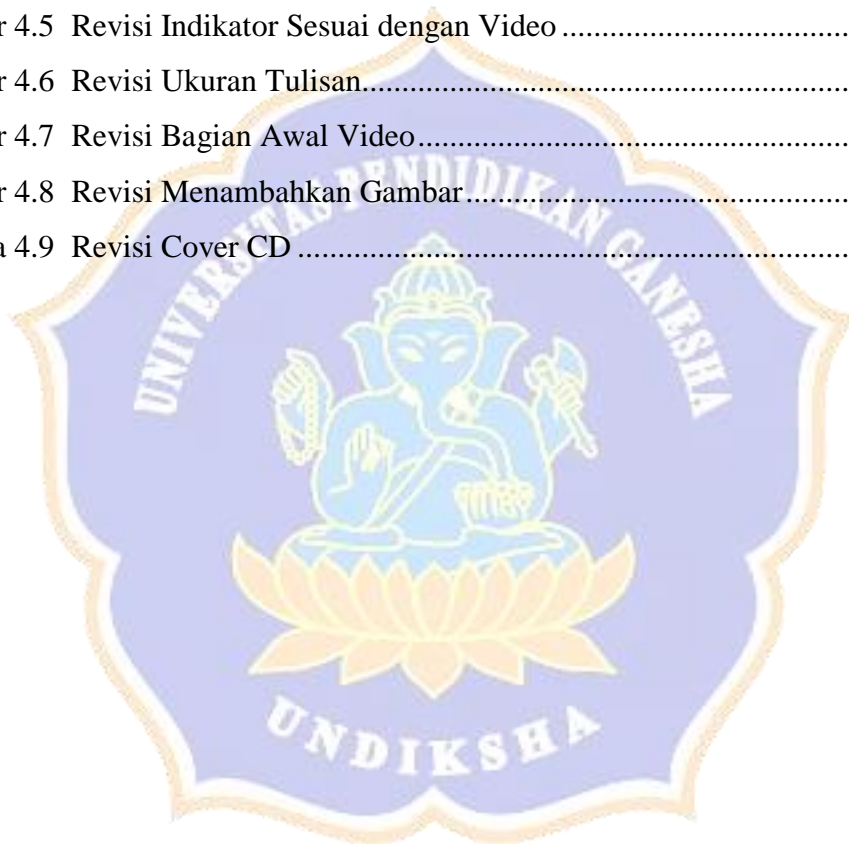 r 4.5 Revisi Indikator Sesuai dengan Video ...................................
r 4.6 Revisi Ukuran Tulisan...........................................................
r 4.7 Revisi Bagian Awal Video....................................................
r 4.8 Revisi Menambahkan Gambar..............................................
a 4.9 Revisi Cover CD ..................................................................
UNIVERSITAS PENDIDIKAN GANESHA
UNDIKSHA